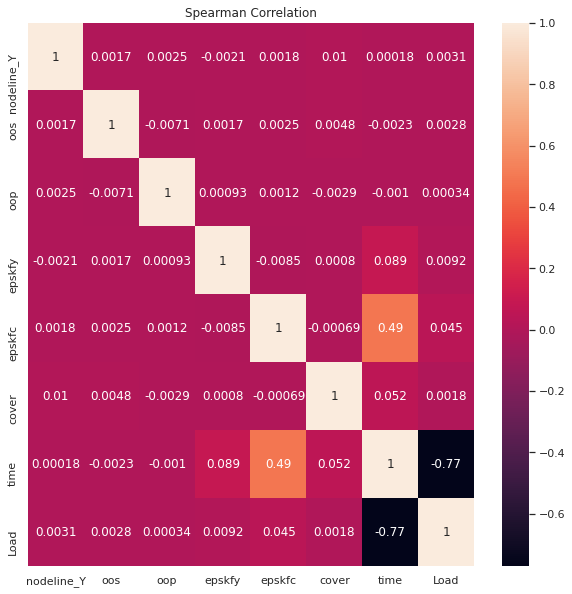 Spearman Correlation
nodeline_Y 1 0.0017 0.0025 -0.0021 0.0018 0.01 0.00018 0.0031
oos 0.0017 1 -0.0071 0.0017 0.0025 0.0048 -0.0023 0.0028
oop 0.0025 -0.0071 1 0.00093 0.0012 -0.0029 -0.001 0.00034
epskfy -0.0021 0.0017 0.00093 1 -0.0085 0.0008 0.089 0.0092
epskfc 0.0018 0.0025 0.0012 -0.0085 1 -0.00069 0.49 0.045
cover 0.01 0.0048 -0.0029 0.0008 -0.00069 1 0.052 0.0018
time 0.00018 -0.0023 -0.001 0.089 0.49 0.052 1 -0.77
Load 0.0031 0.0028 0.00034 0.0092 0.045 0.0018 -0.77 1
nodeline_Y oos oop epskfy epskfc cover time Load
1.0
0.8
0.6
0.4
0.2
0.0
−0.2
−0.4
−0.6